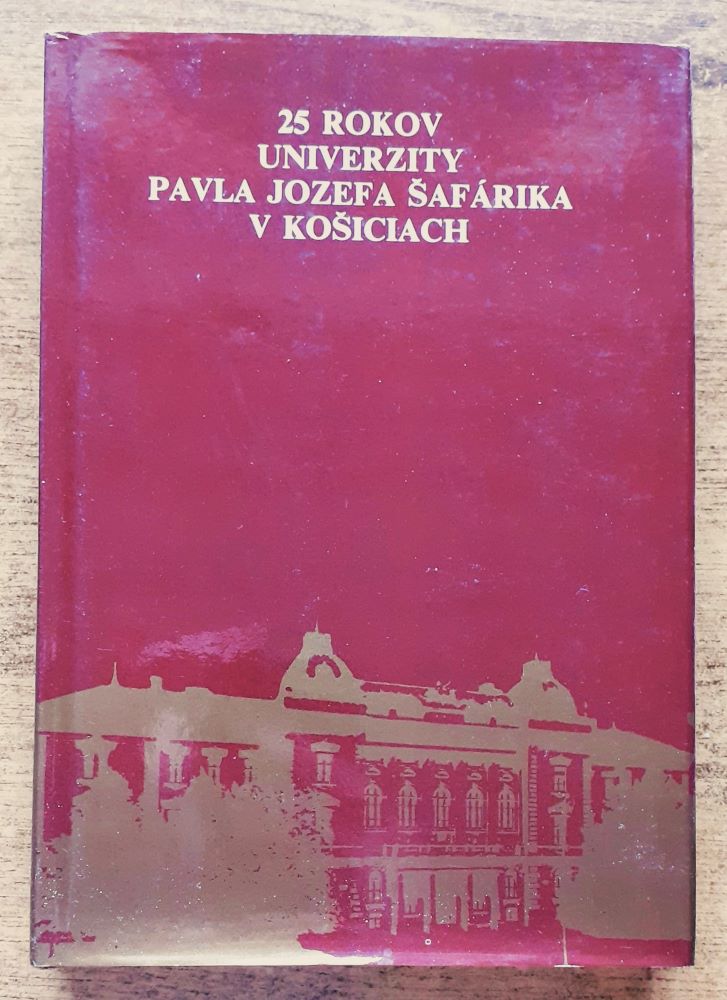 25 ROKOV
UNIVERZITY
PAVLA JOZEFA ŠAFÁRIKA
V KOŠICIACH